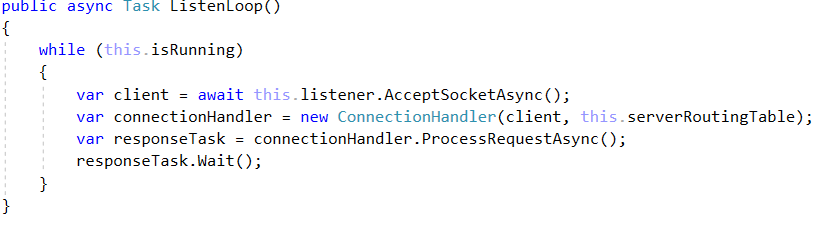 public async Task ListenLoop()
{
while (this.isRunning)
{
var client = await this.listener.AcceptSocketAsync();
var connectionHandler = new ConnectionHandler(client, this.serverRoutingTable);
var responseTask = connectionHandler.ProcessRequestAsync();
responseTask.Wait();
}
}